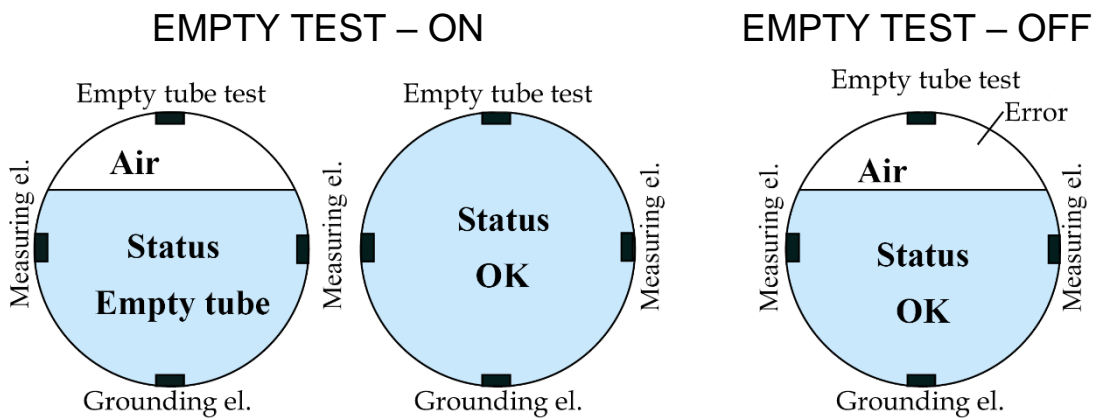 EMPTY TEST – ON
EMPTY TEST – OFF
Empty tube test
Air
Measuring el.
Status
Empty tube
Grounding el.
Empty tube test
Measuring el.
Status
OK
Measuring el.
Empty tube test
Error
Air
Measuring el.
Status
OK
Measuring el.
Grounding el.
Grounding el.